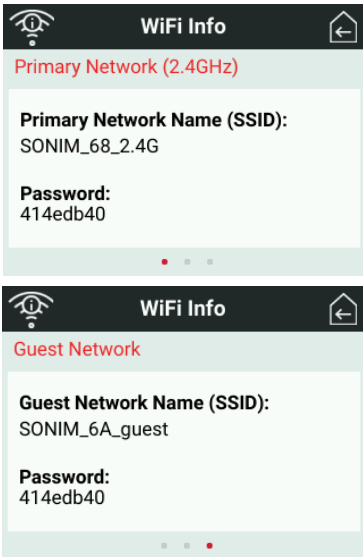 WiFi Info
Primary Network (2.4GHz)
Primary Network Name (SSID):
SONIM_68_2.4G
Password:
414edb40
WiFi Info
Guest Network
Guest Network Name (SSID):
SONIM_6A_guest
Password:
414edb40